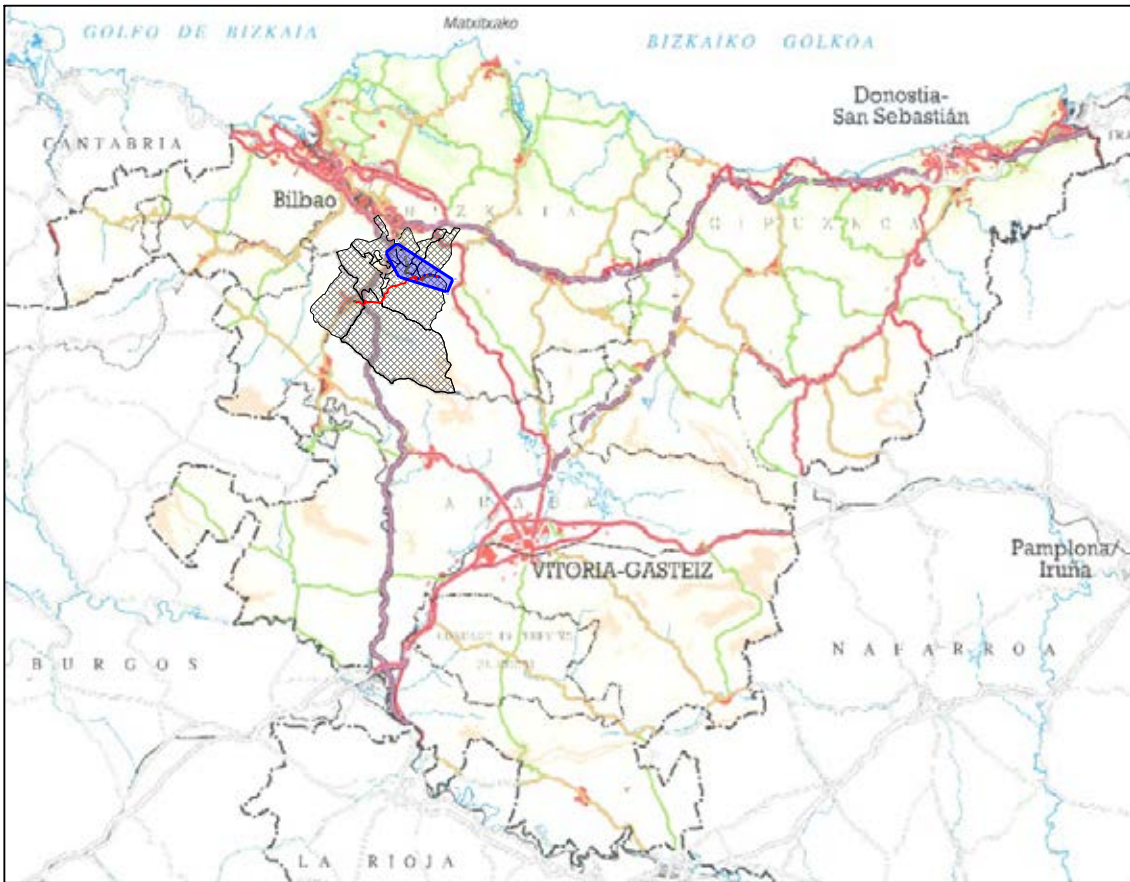 Matxitxako
GOLFO DE BIZKAIA
BIZKAIKO GOLKOA
Donostia-
San Sebastián
CANTABRIA
Bilbao
BIZKAIA
GIPUZKOA
ARABA
VITORIA-GASTEIZ
Pamplona/
Iruña
BURGOS
NAFARROA
LA RIOJA